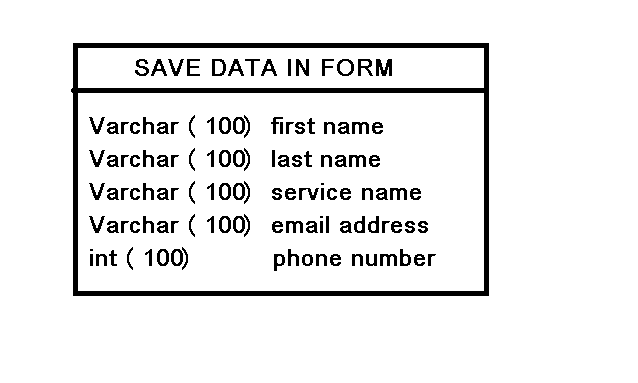 SAVE DATA IN FORM
Varchar ( 100) first name
Varchar ( 100) last name
Varchar ( 100) service name
Varchar ( 100) email address
int ( 100) phone number